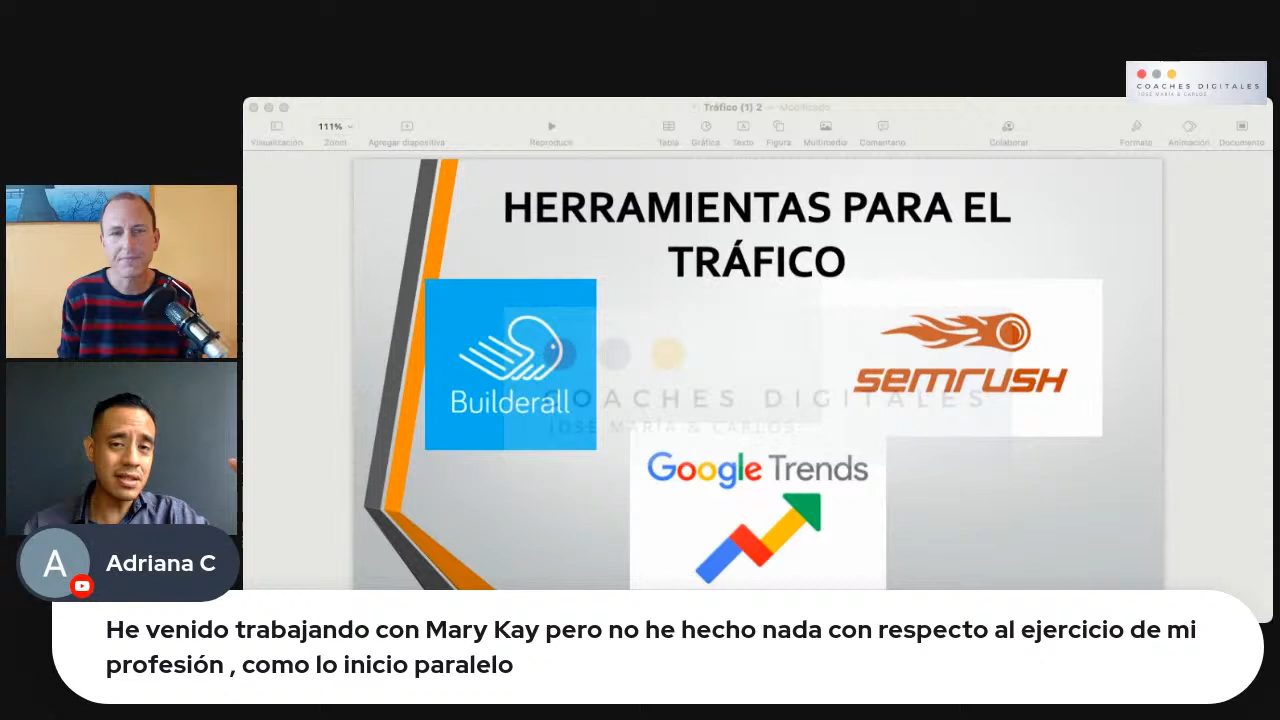 COACHES DIGITALES
JOSE MARÍA & CARLOS
Tráfico (1) 2 — Modificado
111%
Visualización
Zoom
Agregar diapositiva
Reproducir
Tabla
Gráfica
Texto
Figura
Multimedia
Comentario
Colaborar
Formato
Animación
Documento
HERRAMIENTAS PARA EL
TRÁFICO
Builderall
semrush
COACHES DIGITALES
JOSE MARÍA & CARLOS
Google Trends
A
Adriana C
He venido trabajando con Mary Kay pero no he hecho nada con respecto al ejercicio de mi
profesión , como lo inicio paralelo